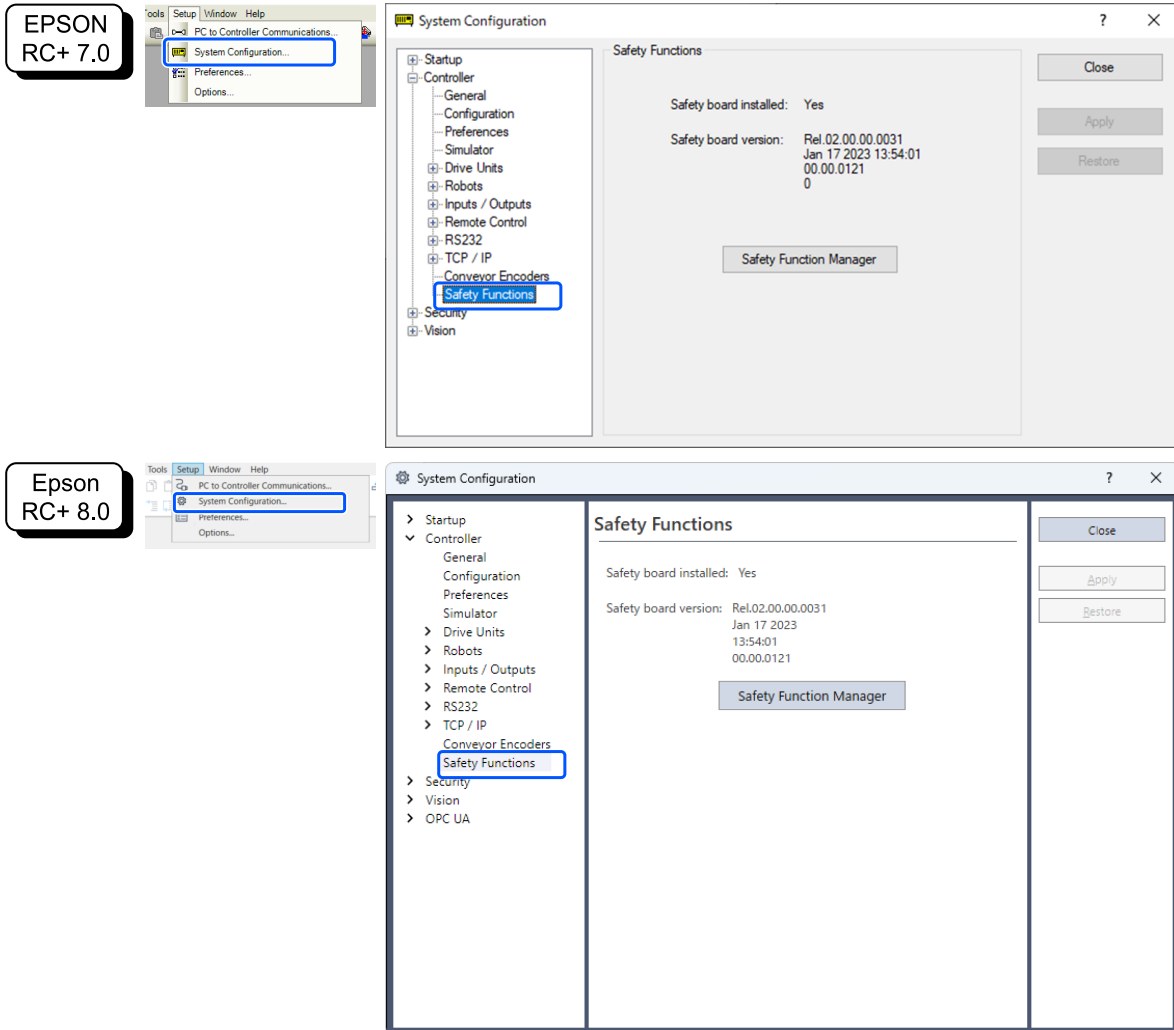 EPSON
RC+ 7.0
ools Setup Window Help
PC to Controller Communications...
System Configuration...
Preferences...
Options...
System Configuration
?
Startup
Controller
General
Configuration
Preferences
Simulator
Drive Units
Robots
Inputs / Outputs
Remote Control
RS232
TCP / IP
Conveyor Encoders
Safety Functions
Security
Vision
Safety Functions
Safety board installed: Yes
Safety board version: Rel.02.00.00.0031
Jan 17 2023 13:54:01
00.00.0121
0
Safety Function Manager
Close
Apply
Restore
Epson
RC+ 8.0
Tools Setup Window Help
PC to Controller Communications...
System Configuration...
Preferences...
Options...
System Configuration
?
Startup
Controller
General
Configuration
Preferences
Simulator
Drive Units
Robots
Inputs / Outputs
Remote Control
RS232
TCP / IP
Conveyor Encoders
Safety Functions
Security
Vision
OPC UA
Safety Functions
Safety board installed: Yes
Safety board version: Rel.02.00.00.0031
Jan 17 2023
13:54:01
00.00.0121
Safety Function Manager
Close
Apply
Restore